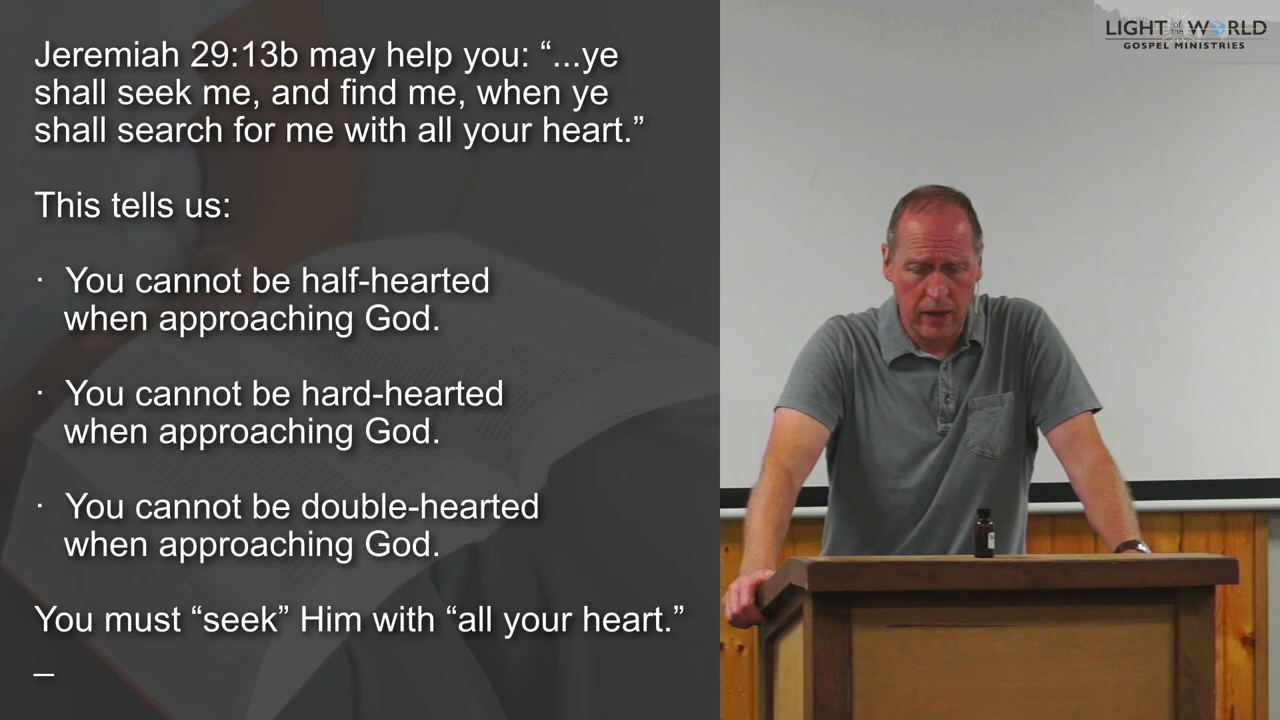 Jeremiah 29:13b may help you: “...ye
shall seek me, and find me, when ye
shall search for me with all your heart.”
This tells us:
· You cannot be half-hearted
when approaching God.
· You cannot be hard-hearted
when approaching God.
· You cannot be double-hearted
when approaching God.
You must “seek” Him with “all your heart.”
_
LIGHT of the WORLD
GOSPEL MINISTRIES